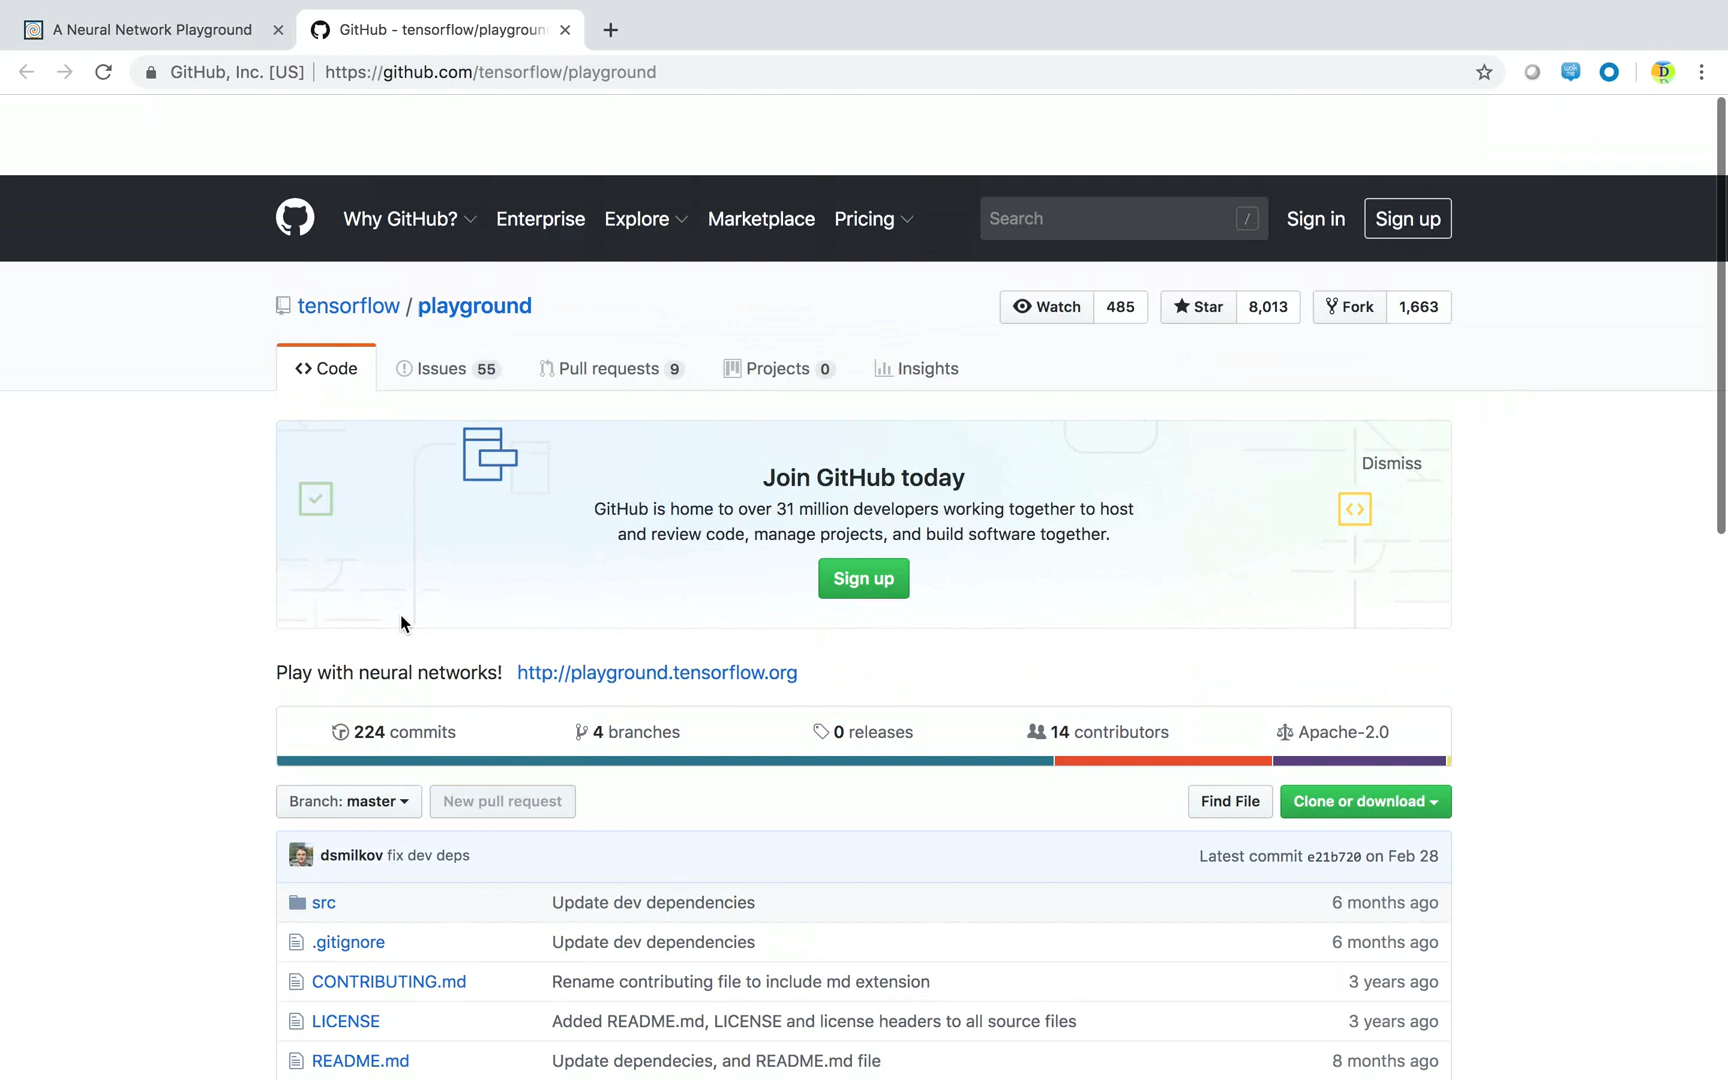 A Neural Network Playground
GitHub - tensorflow/playgroun
GitHub, Inc. [US] https://github.com/tensorflow/playground
Why GitHub? Enterprise Explore Marketplace Pricing Search / Sign in Sign up
tensorflow / playground
Watch 485 Star 8,013 Fork 1,663
Code Issues 55 Pull requests 9 Projects 0 Insights
Dismiss
Join GitHub today
GitHub is home to over 31 million developers working together to host
and review code, manage projects, and build software together.
Sign up
Play with neural networks! http://playground.tensorflow.org
224 commits 4 branches 0 releases 14 contributors Apache-2.0
Branch: master New pull request Find File Clone or download
dsmilkov fix dev deps Latest commit e21b720 on Feb 28
src Update dev dependencies 6 months ago
.gitignore Update dev dependencies 6 months ago
CONTRIBUTING.md Rename contributing file to include md extension 3 years ago
LICENSE Added README.md, LICENSE and license headers to all source files 3 years ago
README.md Update dependecies, and README.md file 8 months ago